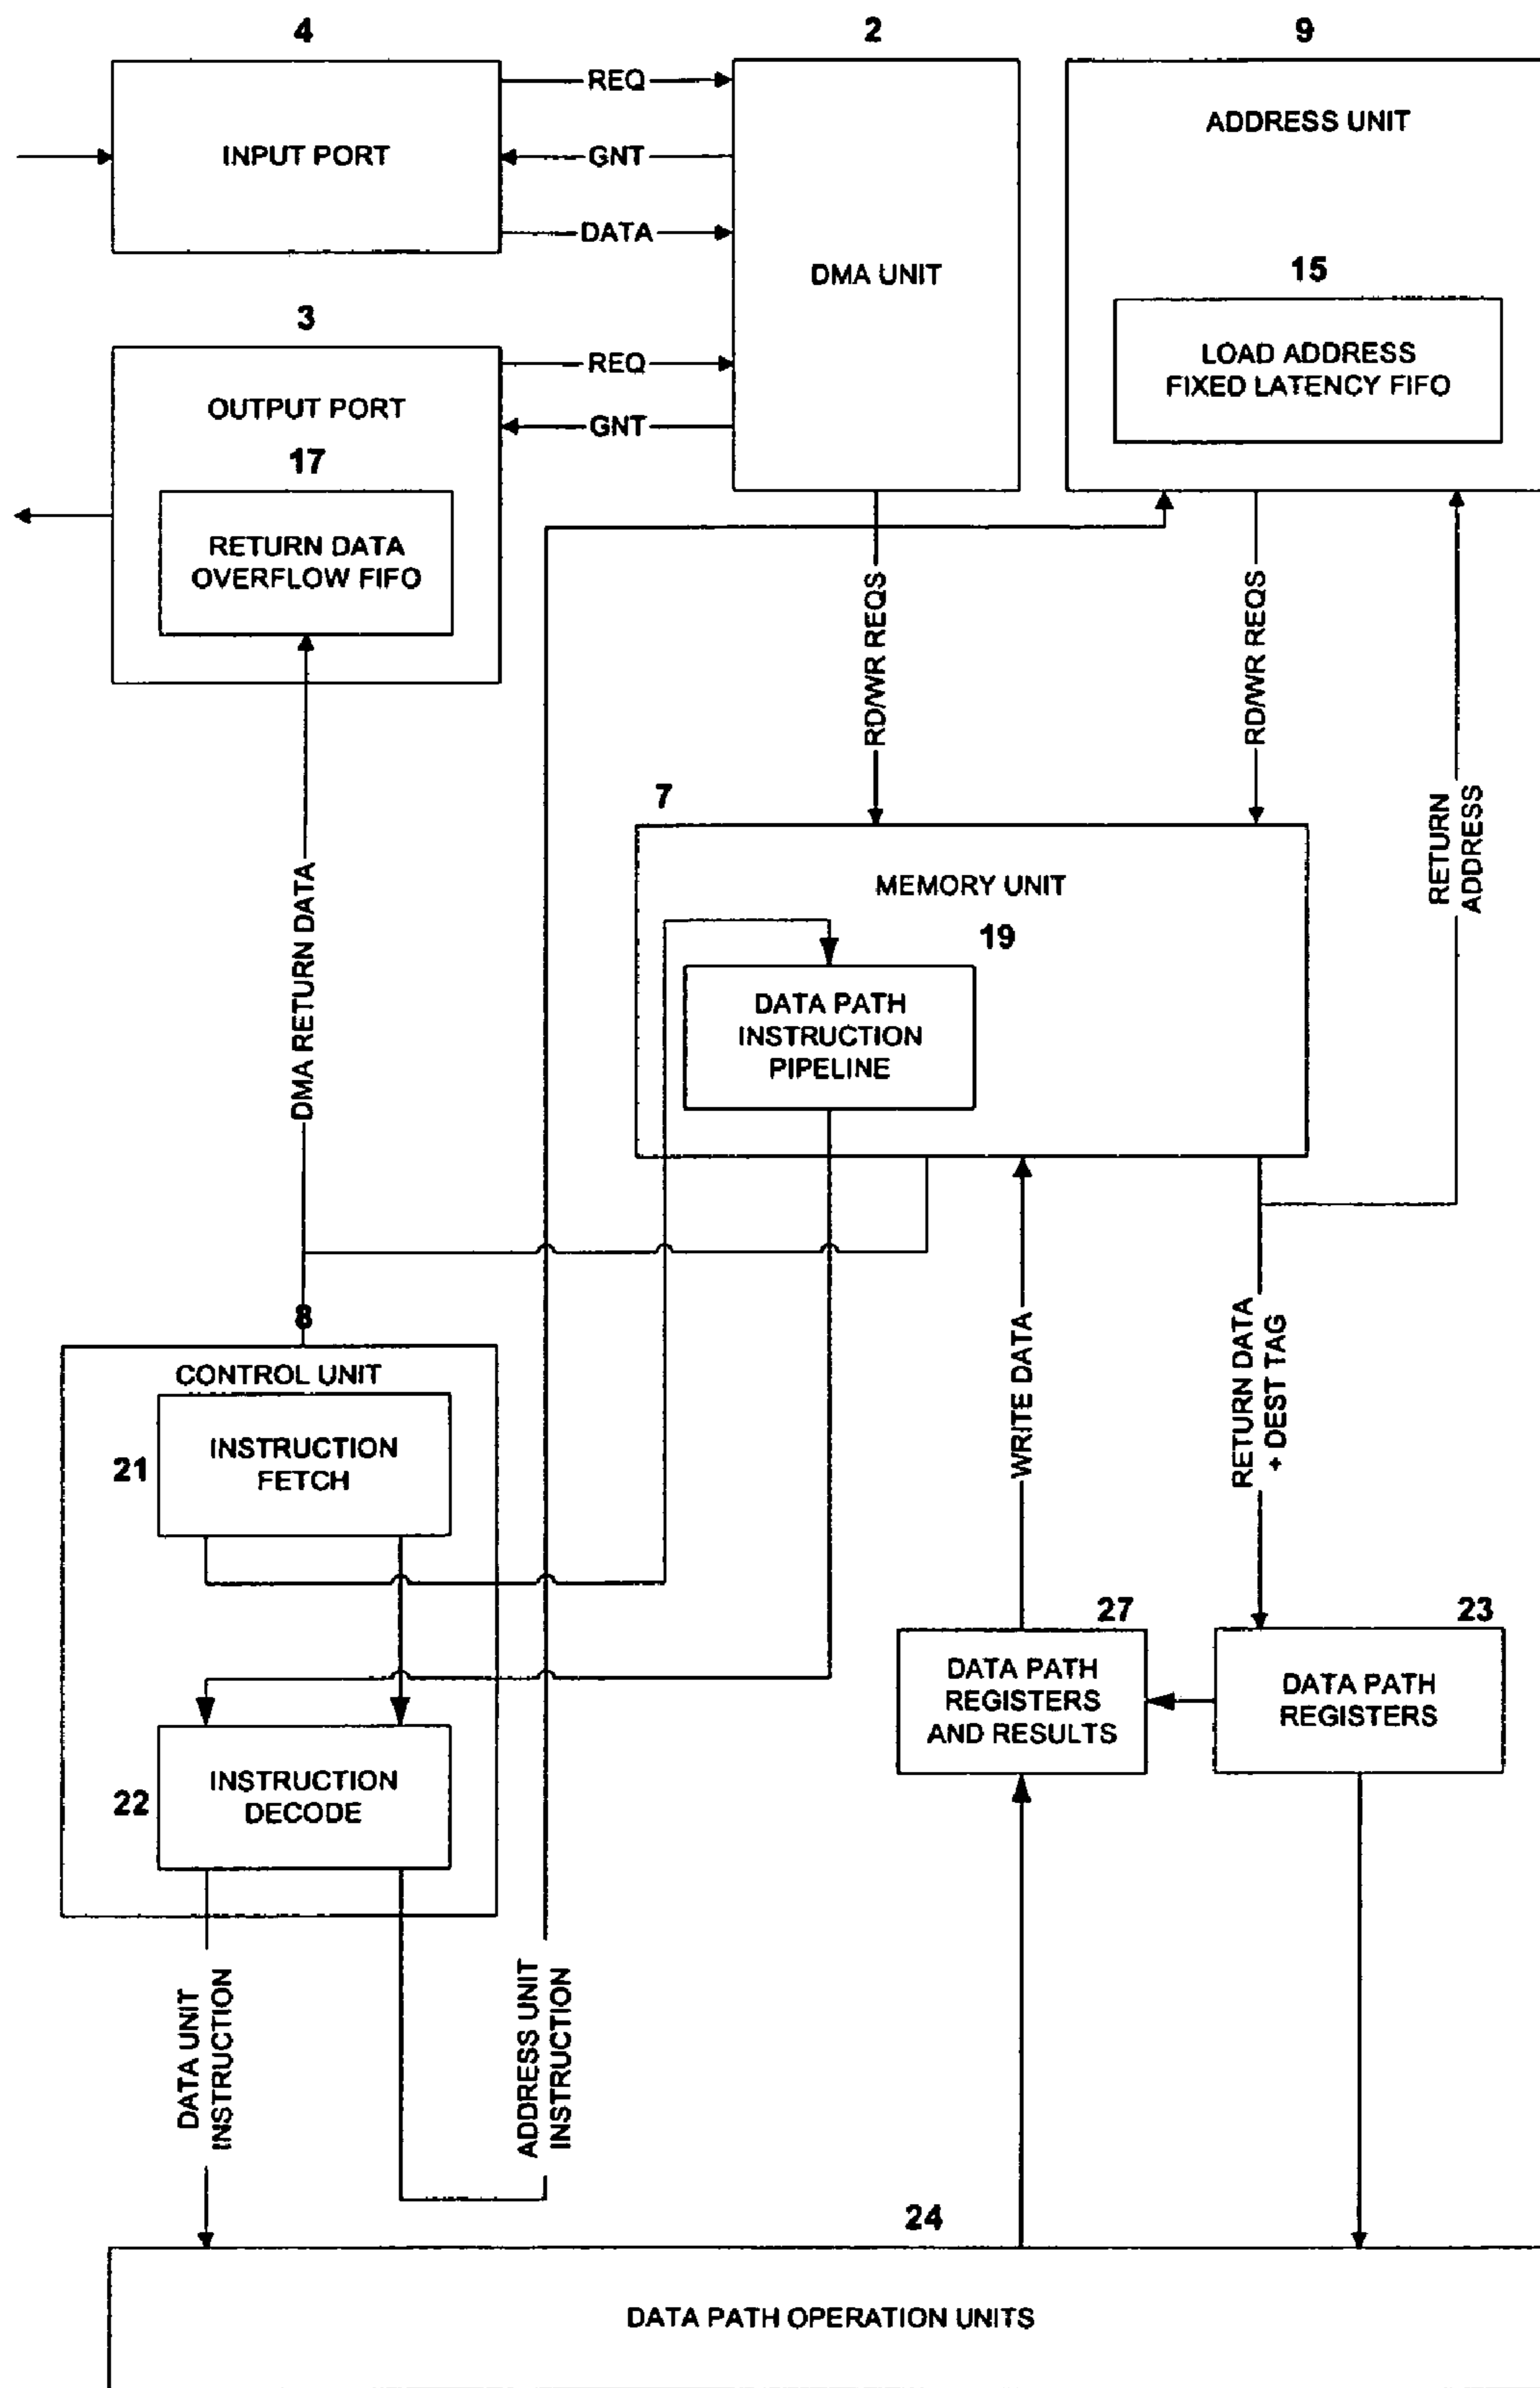 4
2
9
REQ
INPUT PORT
GNT
DATA
DMA UNIT
ADDRESS UNIT
15
LOAD ADDRESS
FIXED LATENCY FIFO
3
REQ
OUTPUT PORT
GNT
17
RETURN DATA
OVERFLOW FIFO
RD/WR REQS
RD/WR REQS
7
MEMORY UNIT
19
DATA PATH
INSTRUCTION
PIPELINE
RETURN
ADDRESS
DMA RETURN DATA
8
CONTROL UNIT
21
INSTRUCTION
FETCH
WRITE DATA
RETURN DATA
+ DEST TAG
27
DATA PATH
REGISTERS
AND RESULTS
23
DATA PATH
REGISTERS
22
INSTRUCTION
DECODE
DATA UNIT
INSTRUCTION
ADDRESS UNIT
INSTRUCTION
24
DATA PATH OPERATION UNITS